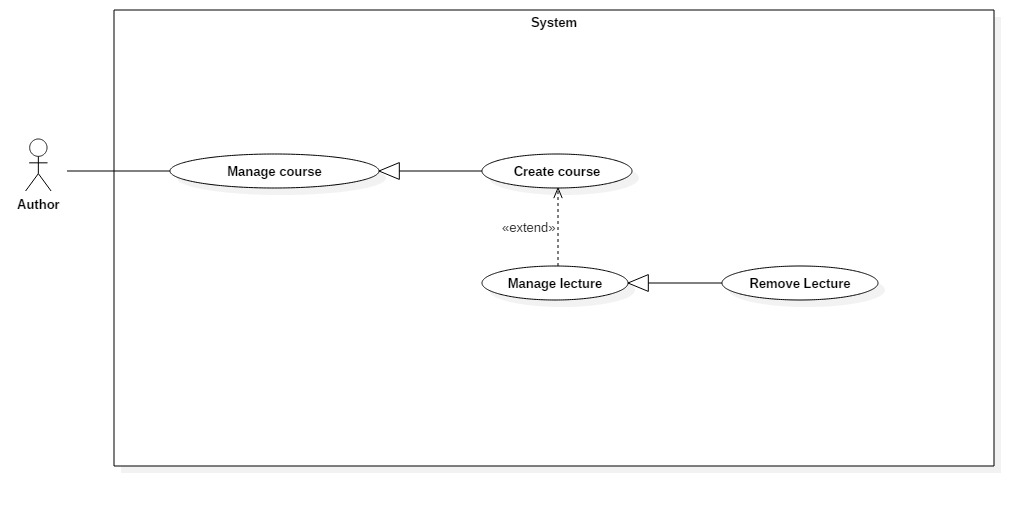 System
Manage course
Create course
Author
«extend»
Manage lecture
Remove Lecture